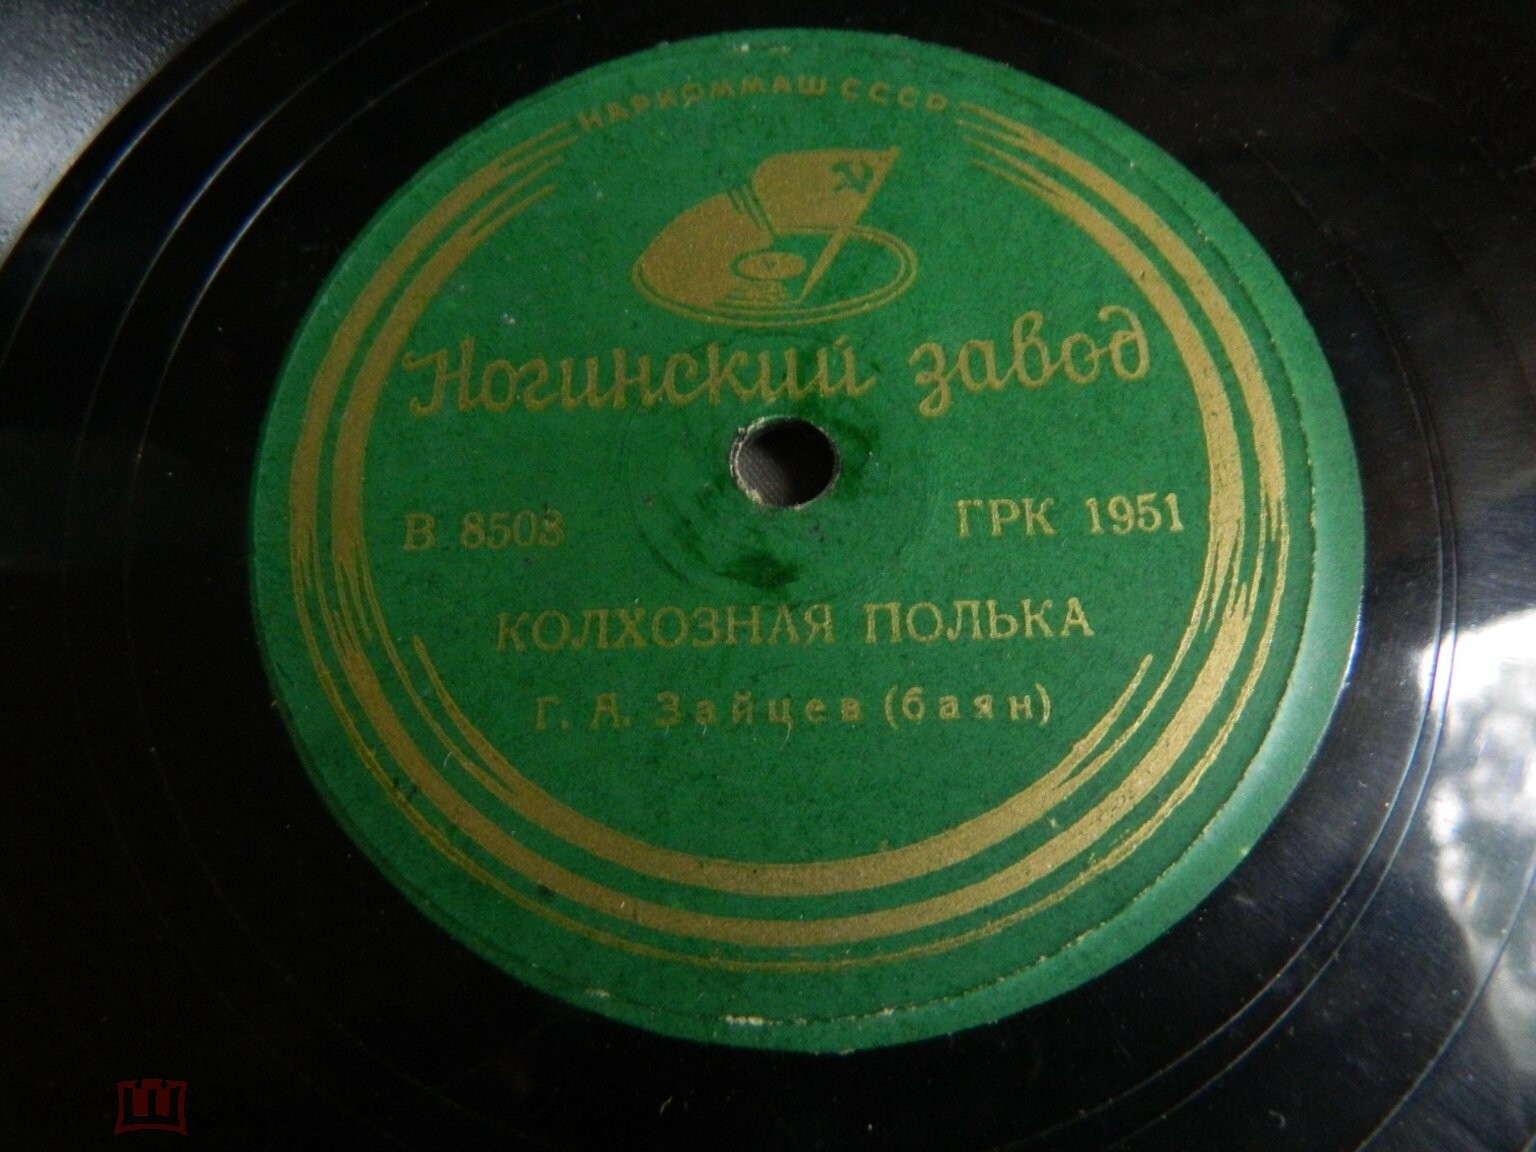 НАРКОММАШ СССР
Ногинский завод
В 8503 ГРК 1951
КОЛХОЗНАЯ ПОЛЬКА
Г. А. Зайцев (баян)